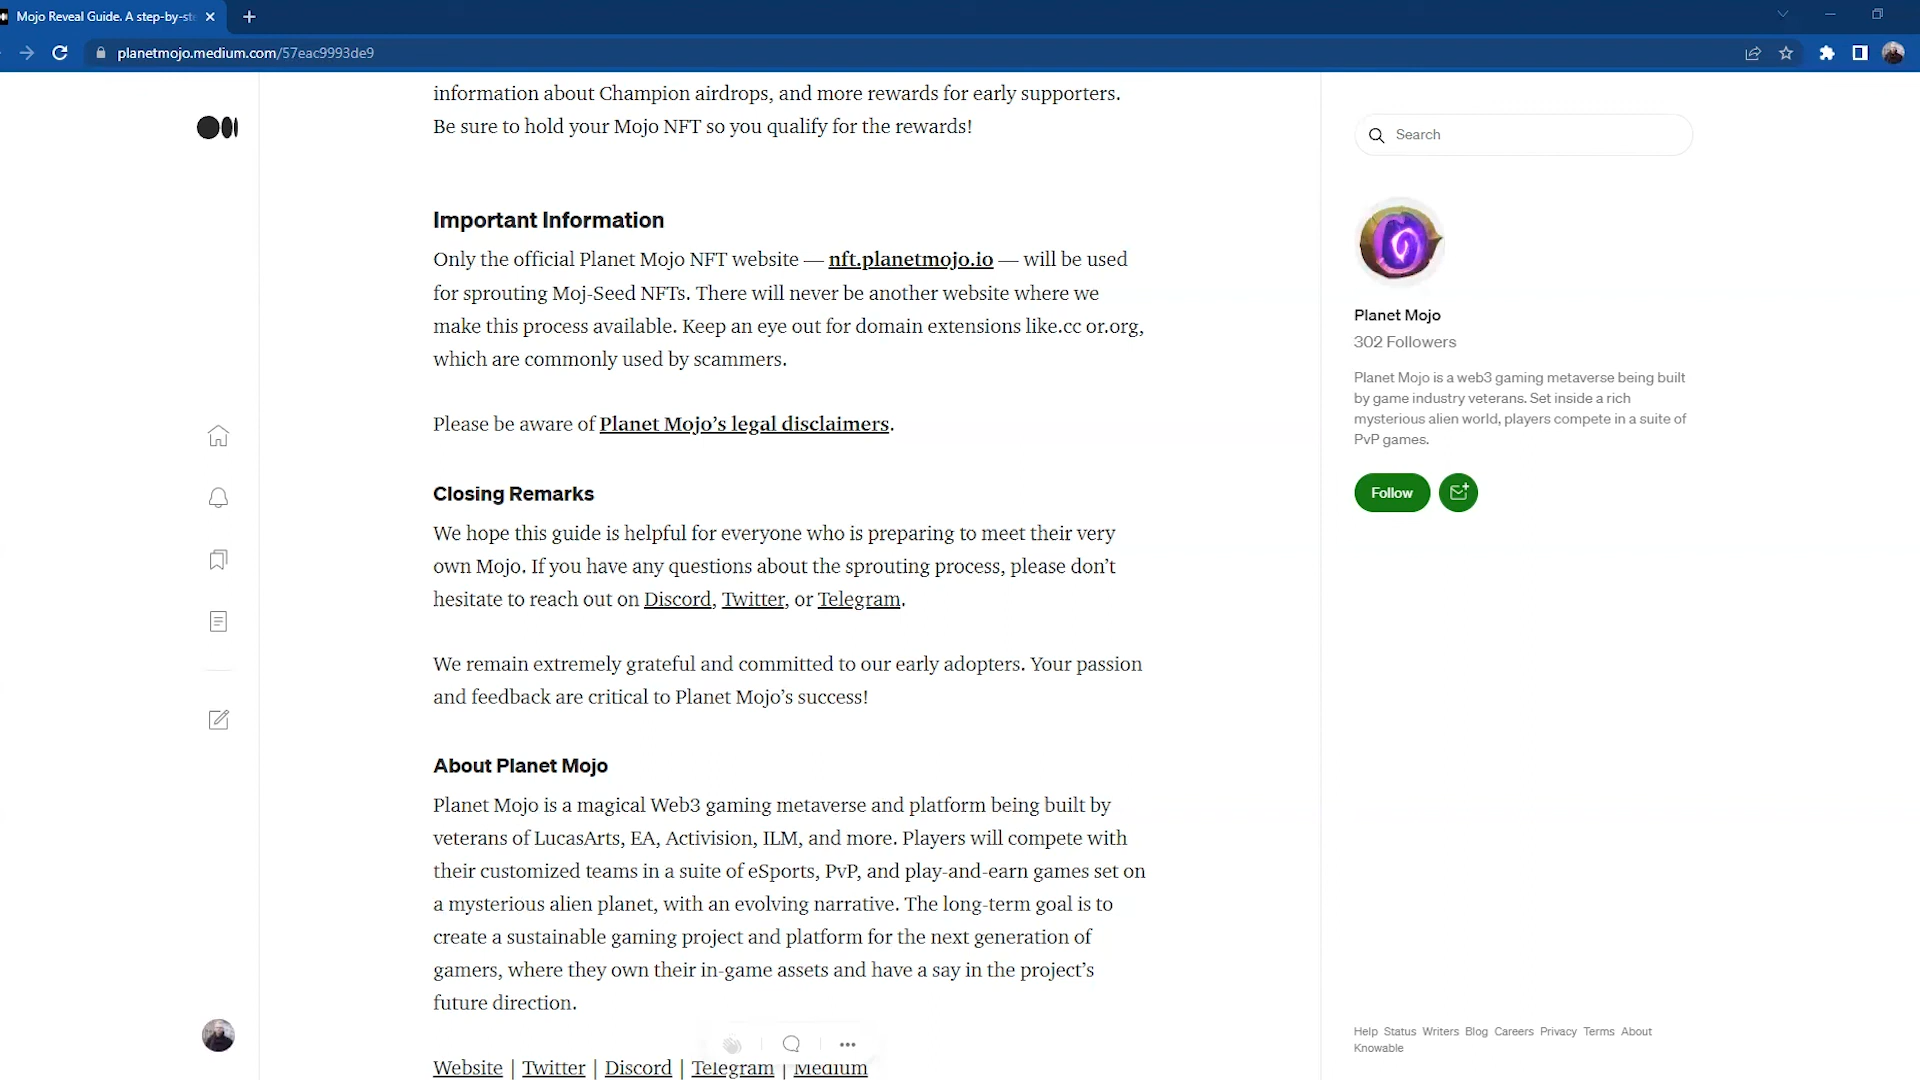 Mojo Reveal Guide. A step-by-st
planetmojo.medium.com/57eac9993de9
information about Champion airdrops, and more rewards for early supporters.
Be sure to hold your Mojo NFT so you qualify for the rewards!
Important Information
Only the official Planet Mojo NFT website — nft.planetmojo.io — will be used
for sprouting Moj-Seed NFTs. There will never be another website where we
make this process available. Keep an eye out for domain extensions like.cc or.org,
which are commonly used by scammers.
Please be aware of Planet Mojo’s legal disclaimers.
Closing Remarks
We hope this guide is helpful for everyone who is preparing to meet their very
own Mojo. If you have any questions about the sprouting process, please don’t
hesitate to reach out on Discord, Twitter, or Telegram.
We remain extremely grateful and committed to our early adopters. Your passion
and feedback are critical to Planet Mojo’s success!
About Planet Mojo
Planet Mojo is a magical Web3 gaming metaverse and platform being built by
veterans of LucasArts, EA, Activision, ILM, and more. Players will compete with
their customized teams in a suite of eSports, PvP, and play-and-earn games set on
a mysterious alien planet, with an evolving narrative. The long-term goal is to
create a sustainable gaming project and platform for the next generation of
gamers, where they own their in-game assets and have a say in the project’s
future direction.
Website | Twitter | Discord | Telegram | Medium
Search
Planet Mojo
302 Followers
Planet Mojo is a web3 gaming metaverse being built
by game industry veterans. Set inside a rich
mysterious alien world, players compete in a suite of
PvP games.
Follow
Help Status Writers Blog Careers Privacy Terms About
Knowable